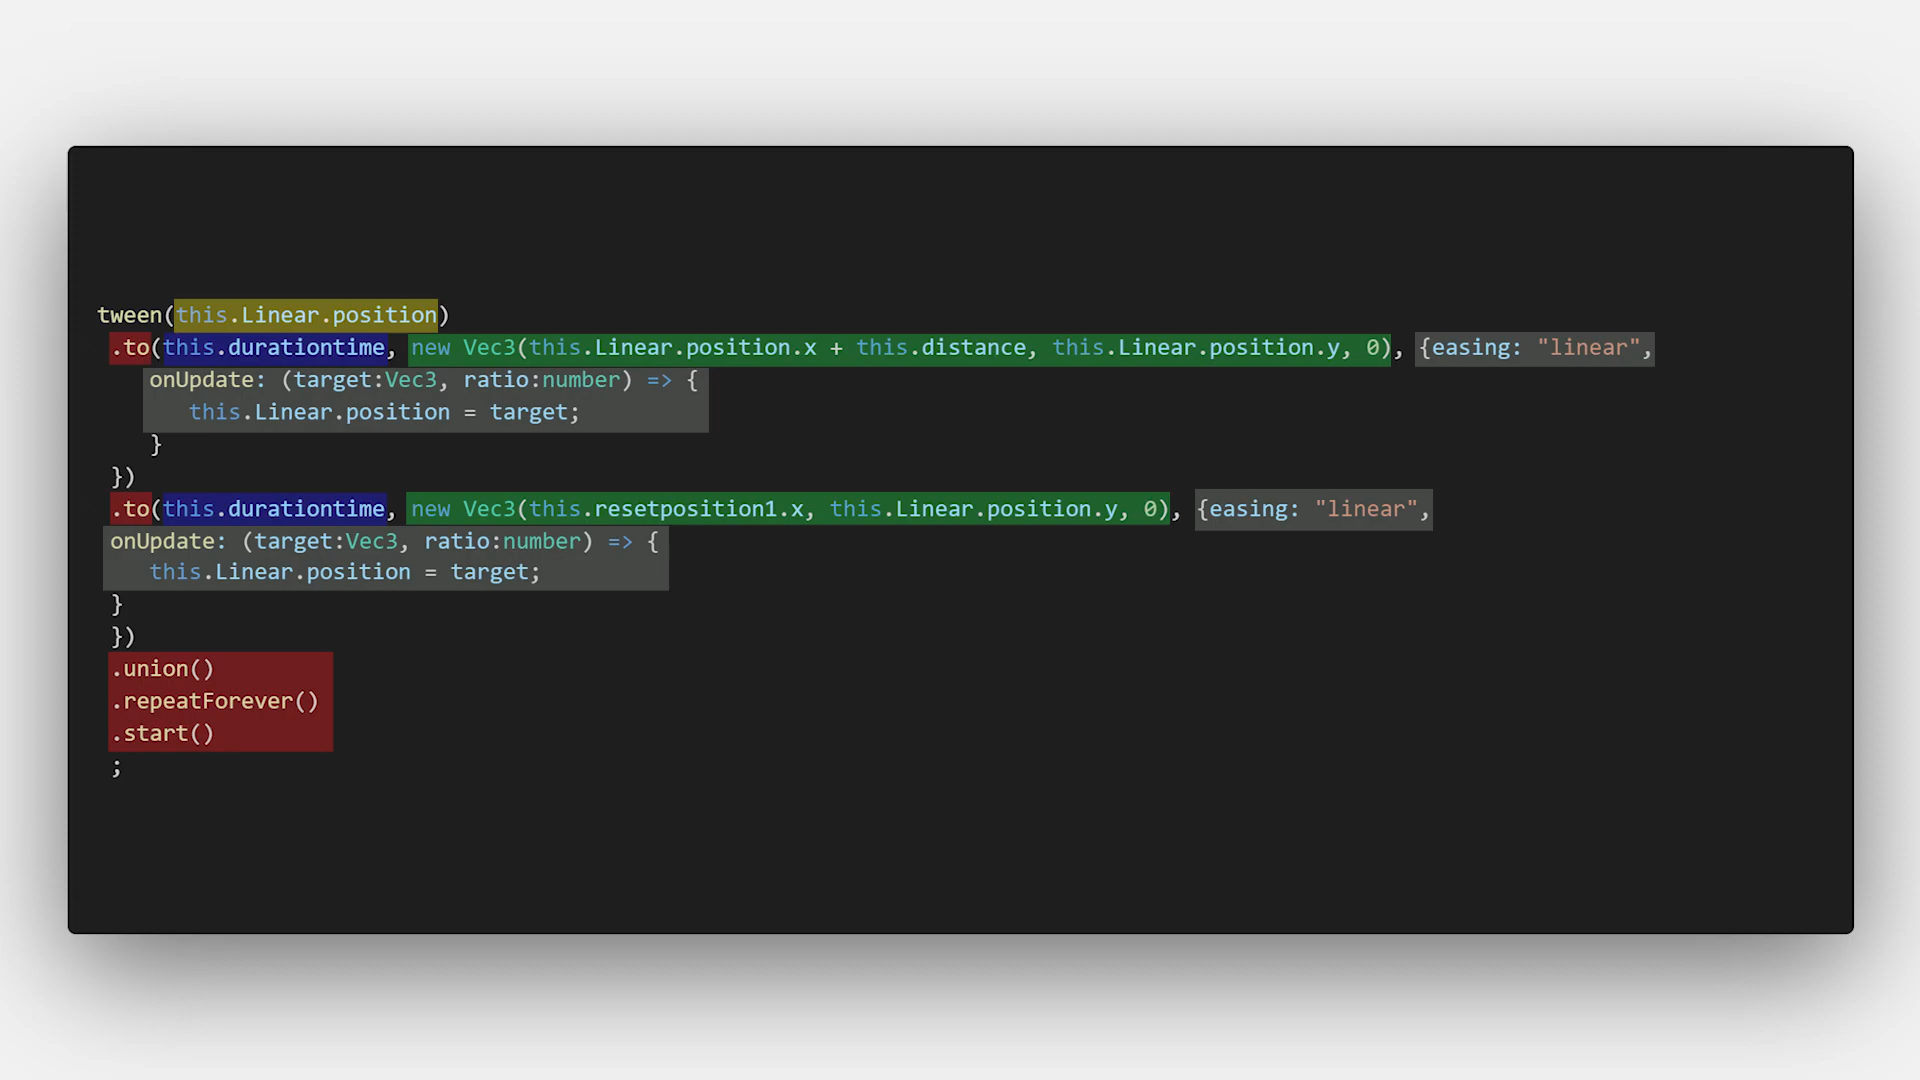 tween(this.Linear.position)
.to(this.durationtime, new Vec3(this.Linear.position.x + this.distance, this.Linear.position.y, 0), {easing: "linear",
onUpdate: (target:Vec3, ratio:number) => {
this.Linear.position = target;
}
})
.to(this.durationtime, new Vec3(this.resetposition1.x, this.Linear.position.y, 0), {easing: "linear",
onUpdate: (target:Vec3, ratio:number) => {
this.Linear.position = target;
}
})
.union()
.repeatForever()
.start()
;